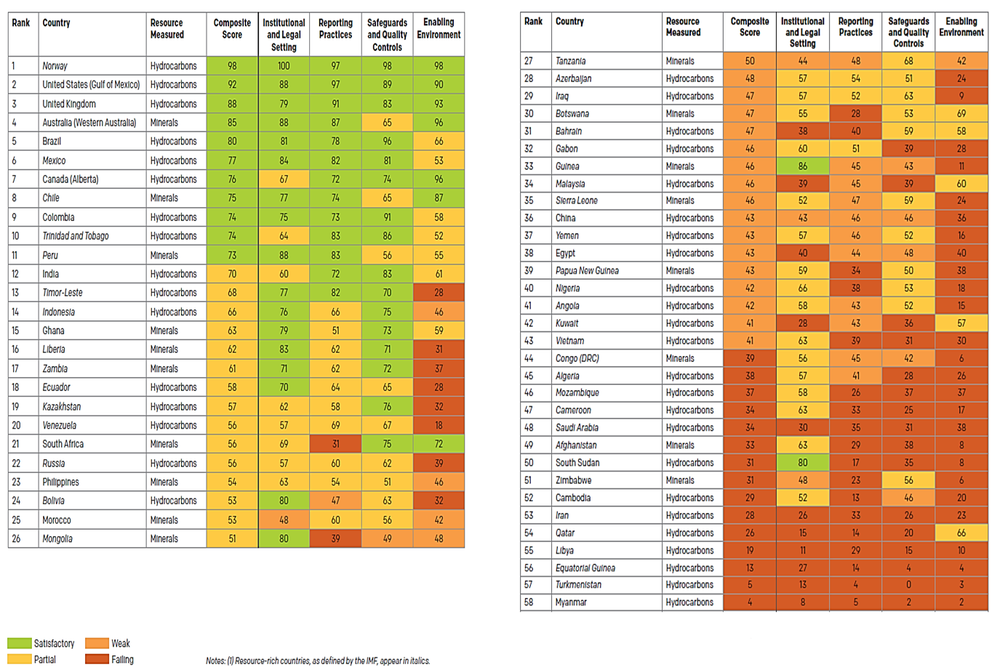 Rank Country Resource Measured Composite Score Institutional and Legal Setting Reporting Practices Safeguards and Quality Controls Enabling Environment
1 Norway Hydrocarbons 98 100 97 98 98
2 United States (Gulf of Mexico) Hydrocarbons 92 88 97 89 90
3 United Kingdom Hydrocarbons 88 79 91 83 93
4 Australia (Western Australia) Minerals 85 88 87 65 96
5 Brazil Hydrocarbons 80 81 78 96 66
6 Mexico Hydrocarbons 77 84 82 81 53
7 Canada (Alberta) Hydrocarbons 76 67 72 74 96
8 Chile Minerals 75 77 74 65 87
9 Colombia Hydrocarbons 74 75 73 91 58
10 Trinidad and Tobago Hydrocarbons 74 64 83 86 52
11 Peru Minerals 73 88 83 56 55
12 India Hydrocarbons 70 60 72 83 61
13 Timor-Leste Hydrocarbons 68 77 82 70 28
14 Indonesia Hydrocarbons 66 76 66 75 46
15 Ghana Minerals 63 79 51 73 59
16 Liberia Minerals 62 83 62 71 31
17 Zambia Minerals 61 71 62 72 37
18 Ecuador Hydrocarbons 58 70 64 65 28
19 Kazakhstan Hydrocarbons 57 62 58 76 32
20 Venezuela Hydrocarbons 56 57 69 67 18
21 South Africa Minerals 56 69 31 75 72
22 Russia Hydrocarbons 56 57 60 62 39
23 Philippines Minerals 54 63 54 51 46
24 Bolivia Hydrocarbons 53 80 47 63 32
25 Morocco Minerals 53 48 60 56 42
26 Mongolia Minerals 51 80 39 49 48
Rank Country Resource Measured Composite Score Institutional and Legal Setting Reporting Practices Safeguards and Quality Controls Enabling Environment
27 Tanzania Minerals 50 44 48 68 42
28 Azerbaijan Hydrocarbons 48 57 54 51 24
29 Iraq Hydrocarbons 47 57 52 63 9
30 Botswana Minerals 47 55 28 53 69
31 Bahrain Hydrocarbons 47 38 40 59 58
32 Gabon Hydrocarbons 46 60 51 39 28
33 Guinea Minerals 46 86 45 43 11
34 Malaysia Hydrocarbons 46 39 45 39 60
35 Sierra Leone Minerals 46 52 47 59 24
36 China Hydrocarbons 43 43 46 46 36
37 Yemen Hydrocarbons 43 57 46 52 16
38 Egypt Hydrocarbons 43 40 44 48 40
39 Papua New Guinea Minerals 43 59 34 50 38
40 Nigeria Hydrocarbons 42 66 38 53 18
41 Angola Hydrocarbons 42 58 43 52 15
42 Kuwait Hydrocarbons 41 28 43 36 57
43 Vietnam Hydrocarbons 41 63 39 31 30
44 Congo (DRC) Minerals 39 56 45 42 6
45 Algeria Hydrocarbons 38 57 41 28 26
46 Mozambique Hydrocarbons 37 58 26 37 37
47 Cameroon Hydrocarbons 34 63 33 25 17
48 Saudi Arabia Hydrocarbons 34 30 35 31 38
49 Afghanistan Minerals 33 63 29 38 8
50 South Sudan Hydrocarbons 31 80 17 35 8
51 Zimbabwe Minerals 31 48 23 56 6
52 Cambodia Hydrocarbons 29 52 13 46 20
53 Iran Hydrocarbons 28 26 33 26 23
54 Qatar Hydrocarbons 26 15 14 20 66
55 Libya Hydrocarbons 19 11 29 15 10
56 Equatorial Guinea Hydrocarbons 13 27 14 4 4
57 Turkmenistan Hydrocarbons 5 13 4 0 3
58 Myanmar Hydrocarbons 4 8 5 2 2
Satisfactory Weak
Partial Failing
Notes: (1) Resource-rich countries, as defined by the IMF, appear in italics.